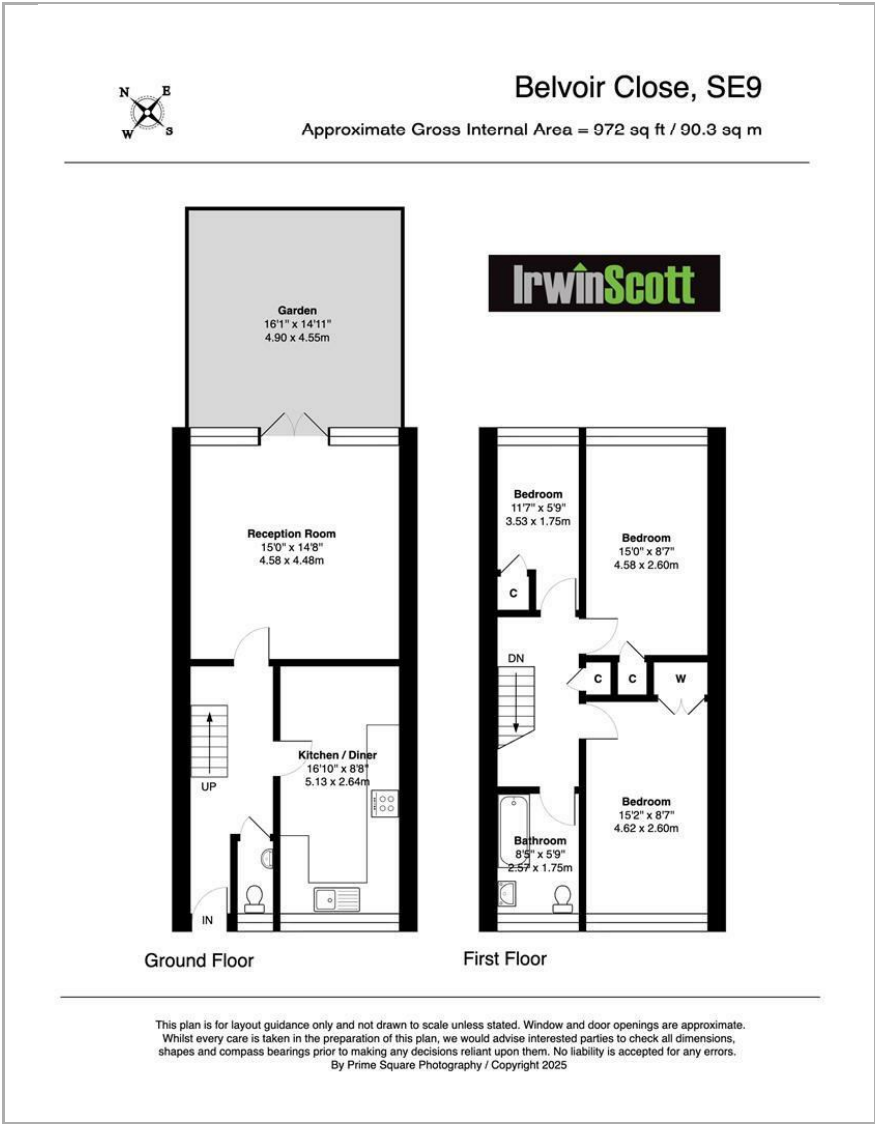 N E
W S
Belvoir Close, SE9
Approximate Gross Internal Area = 972 sq ft / 90.3 sq m
IrwinScott
Garden
16'1" x 14'11"
4.90 x 4.55m
Reception Room
15'0" x 14'8"
4.58 x 4.48m
Kitchen / Diner
16'10" x 8'8"
5.13 x 2.64m
UP
IN
Ground Floor
Bedroom
11'7" x 5'9"
3.53 x 1.75m
Bedroom
15'0" x 8'7"
4.58 x 2.60m
C
DN
C
C
W
Bedroom
15'2" x 8'7"
4.62 x 2.60m
Bathroom
8'5" x 5'9"
2.57 x 1.75m
First Floor
This plan is for layout guidance only and not drawn to scale unless stated. Window and door openings are approximate.
Whilst every care is taken in the preparation of this plan, we would advise interested parties to check all dimensions,
shapes and compass bearings prior to making any decisions reliant upon them. No liability is accepted for any errors.
By Prime Square Photography / Copyright 2025